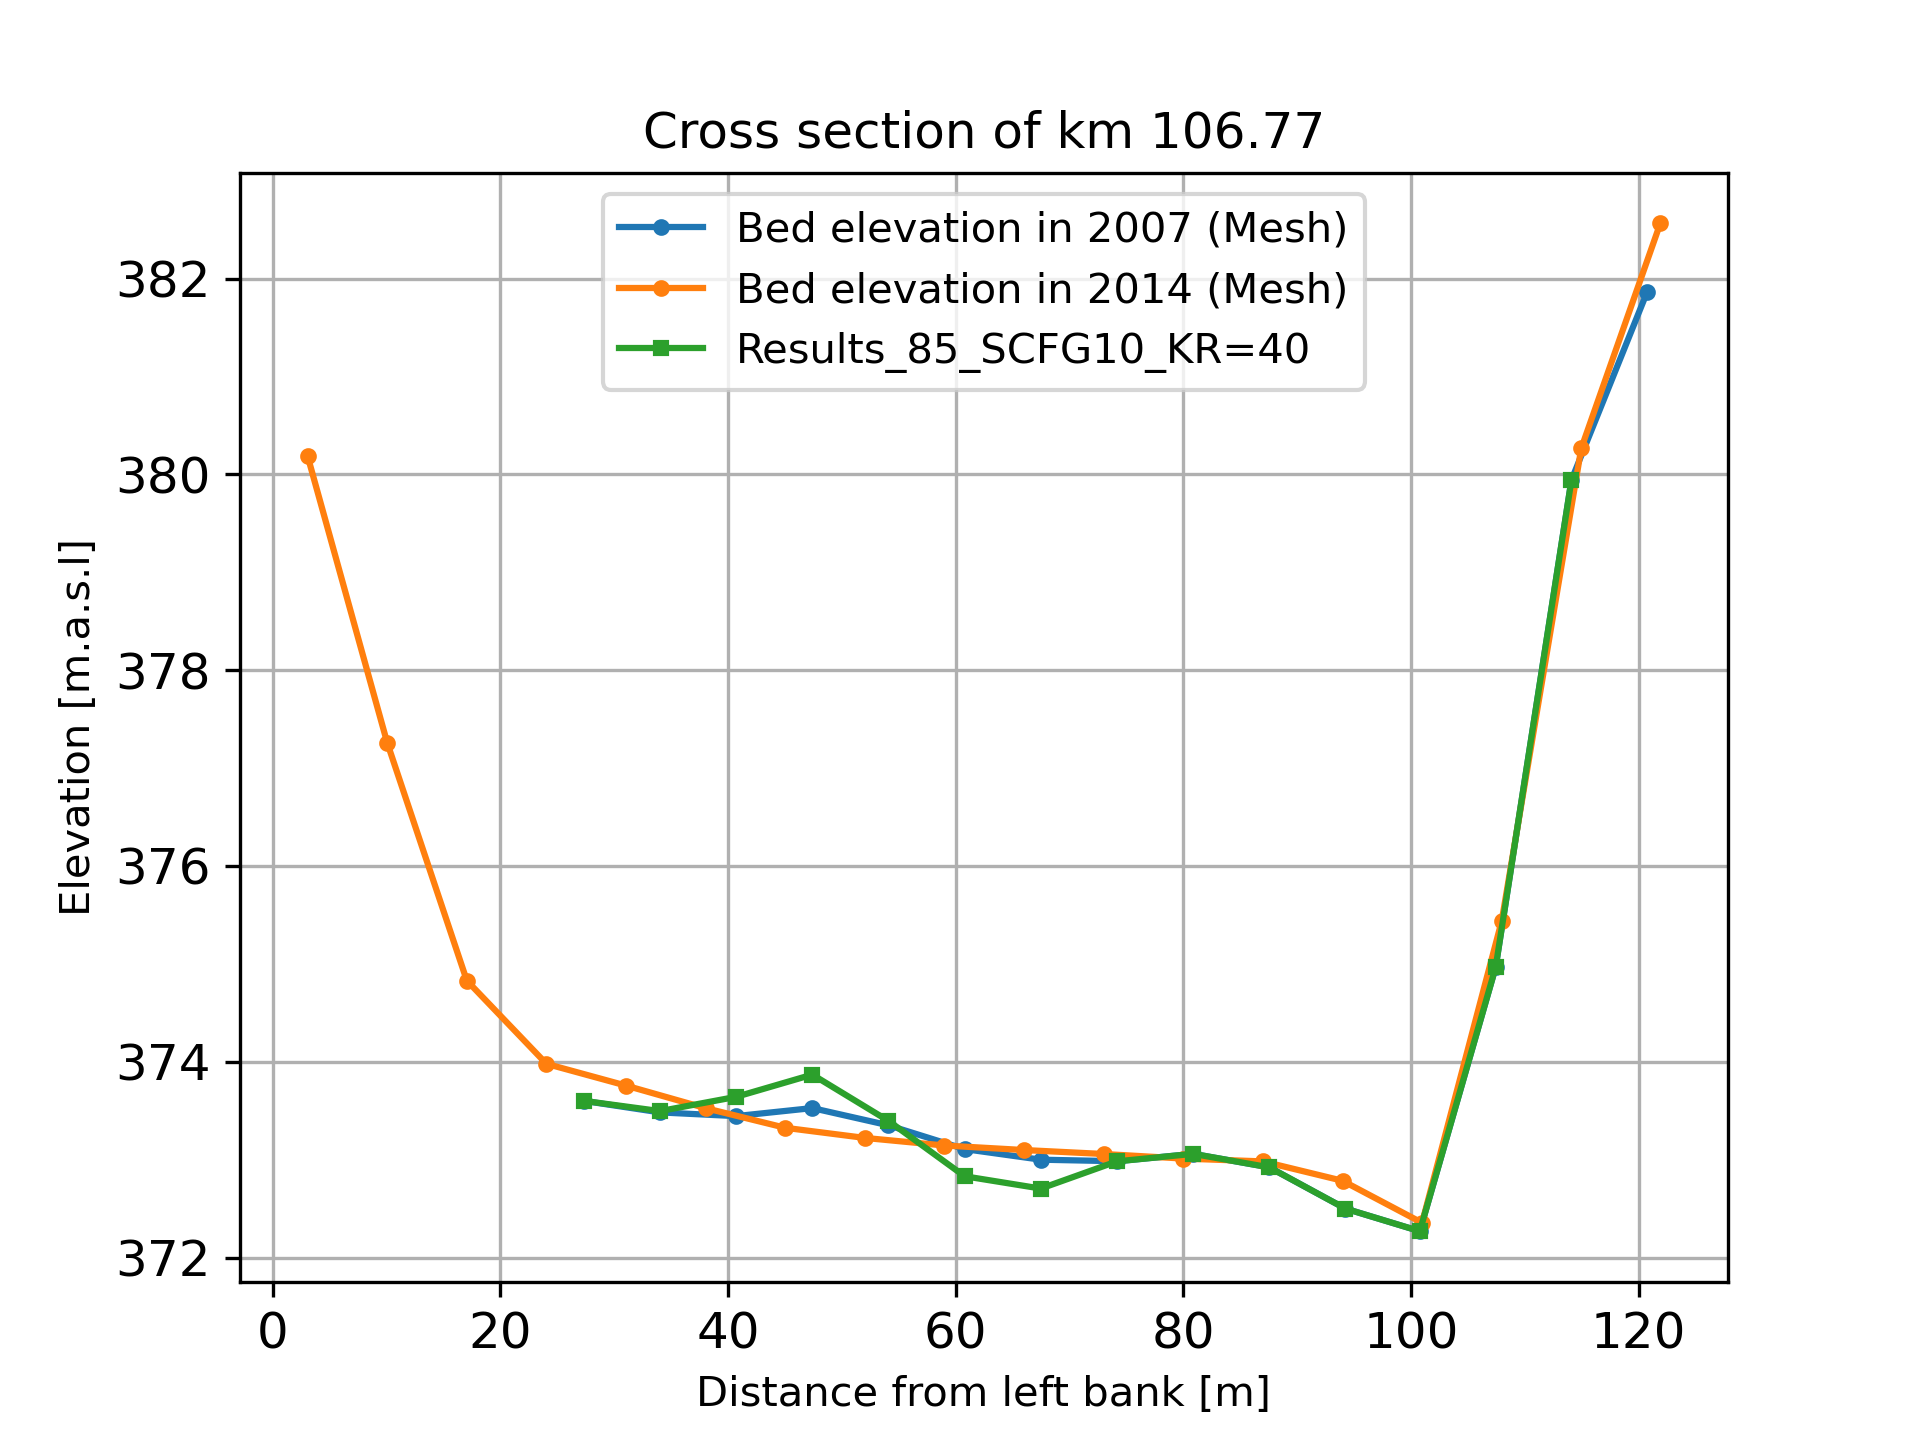 Cross section of km 106.77
Bed elevation in 2007 (Mesh)
Bed elevation in 2014 (Mesh)
Results_85_SCFG10_KR=40
Elevation [m.a.s.l]
382
380
378
376
374
372
0 20 40 60 80 100 120
Distance from left bank [m]